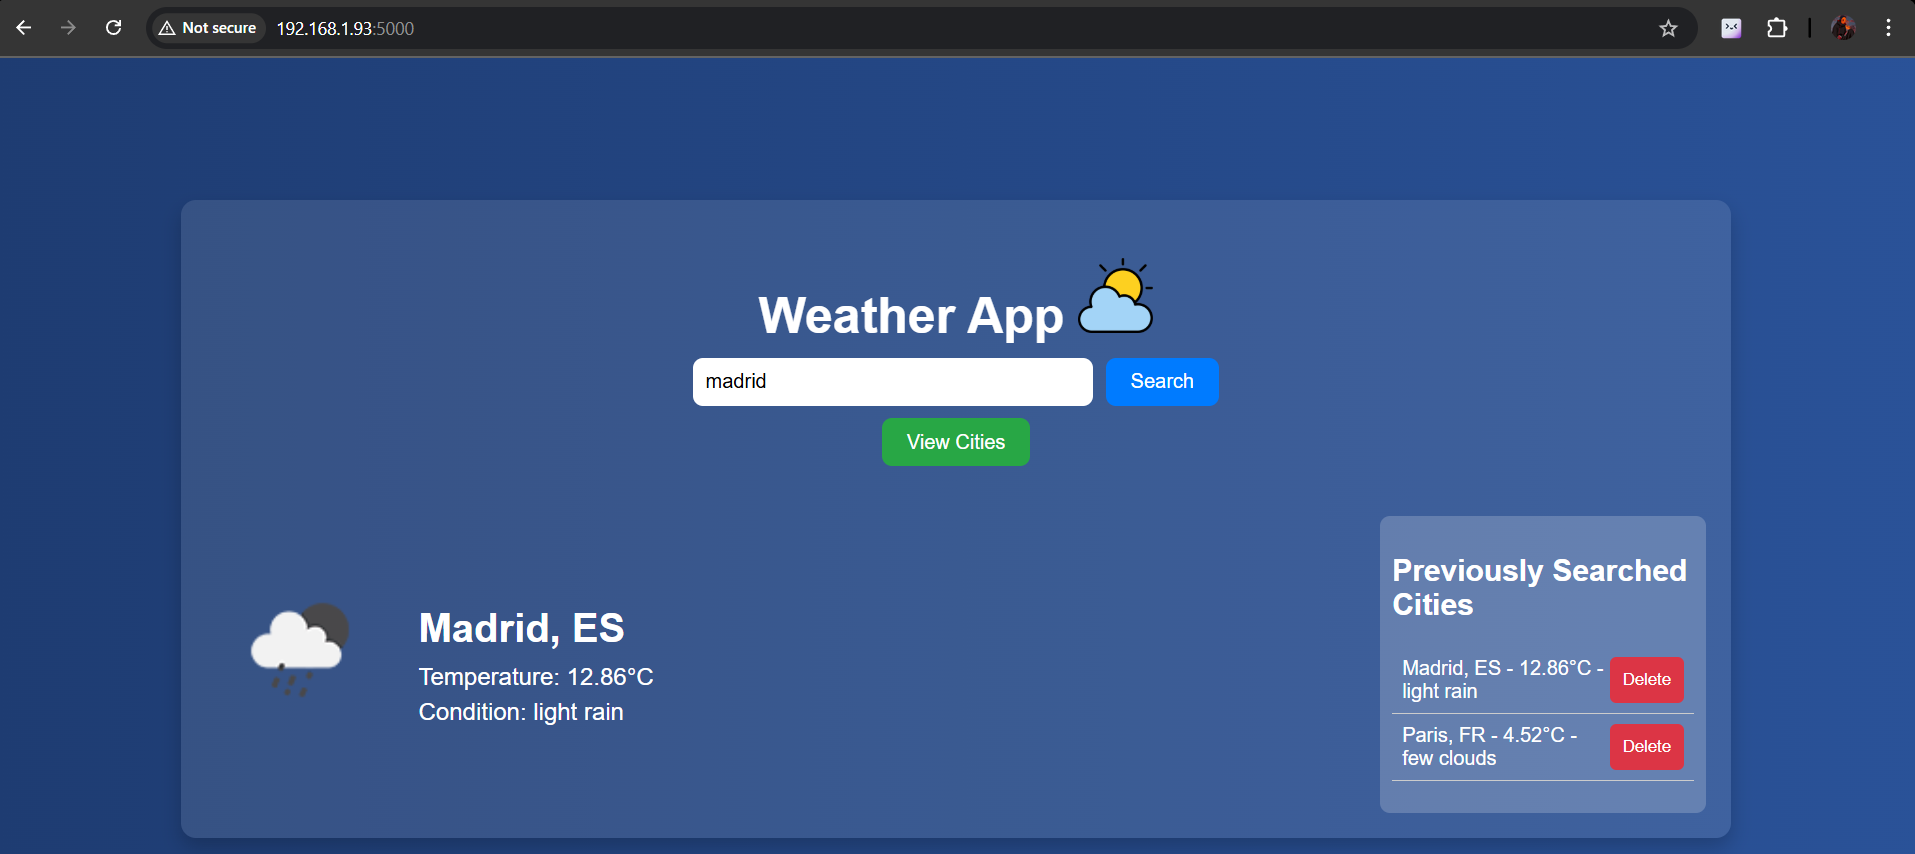 Not secure 192.168.1.93:5000
Weather App
madrid
Search
View Cities
Madrid, ES
Temperature: 12.86°C
Condition: light rain
Previously Searched
Cities
Madrid, ES - 12.86°C -
light rain
Delete
Paris, FR - 4.52°C -
few clouds
Delete